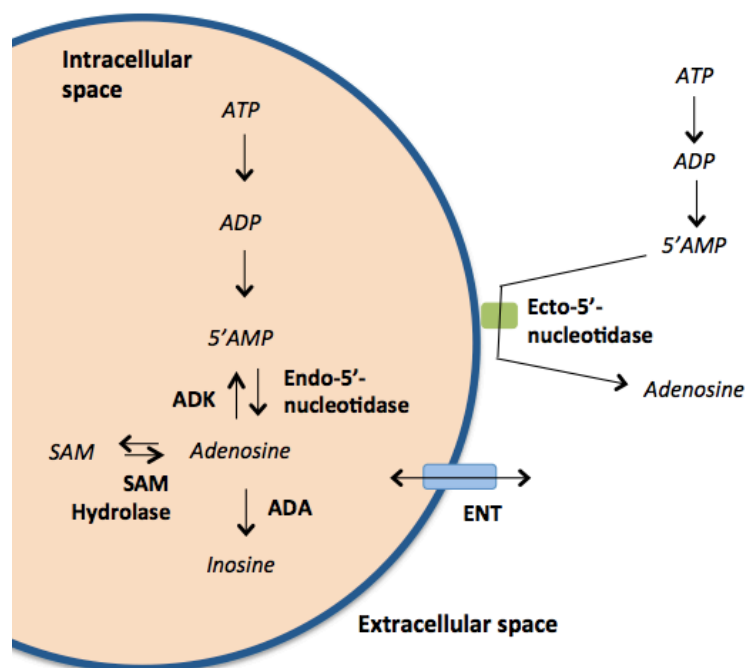 Intracellular
space
ATP
ADP
5’AMP
ADK
Endo-5’-
nucleotidase
SAM
Adenosine
SAM
Hydrolase
ADA
Inosine
ATP
ADP
5’AMP
Ecto-5’-
nucleotidase
Adenosine
ENT
Extracellular space